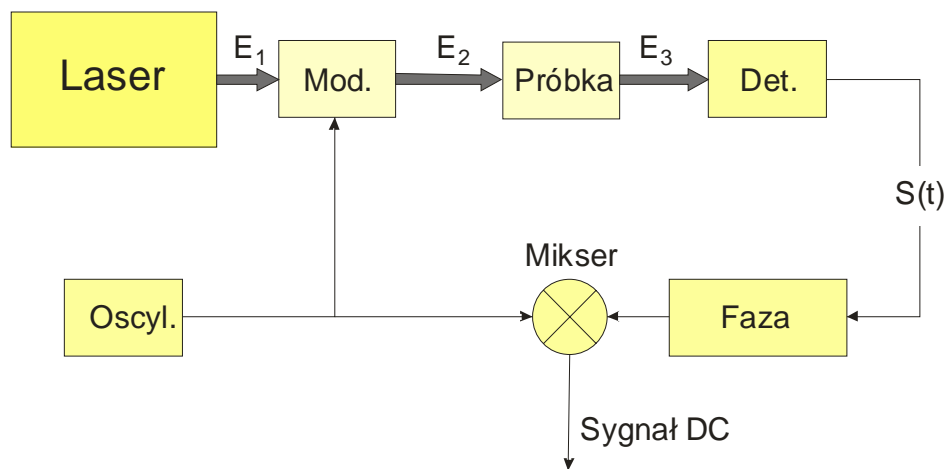 Laser
E₁
Mod.
E₂
Próbka
E₃
Det.
S(t)
Mikser
Oscyl.
Faza
Sygnał DC